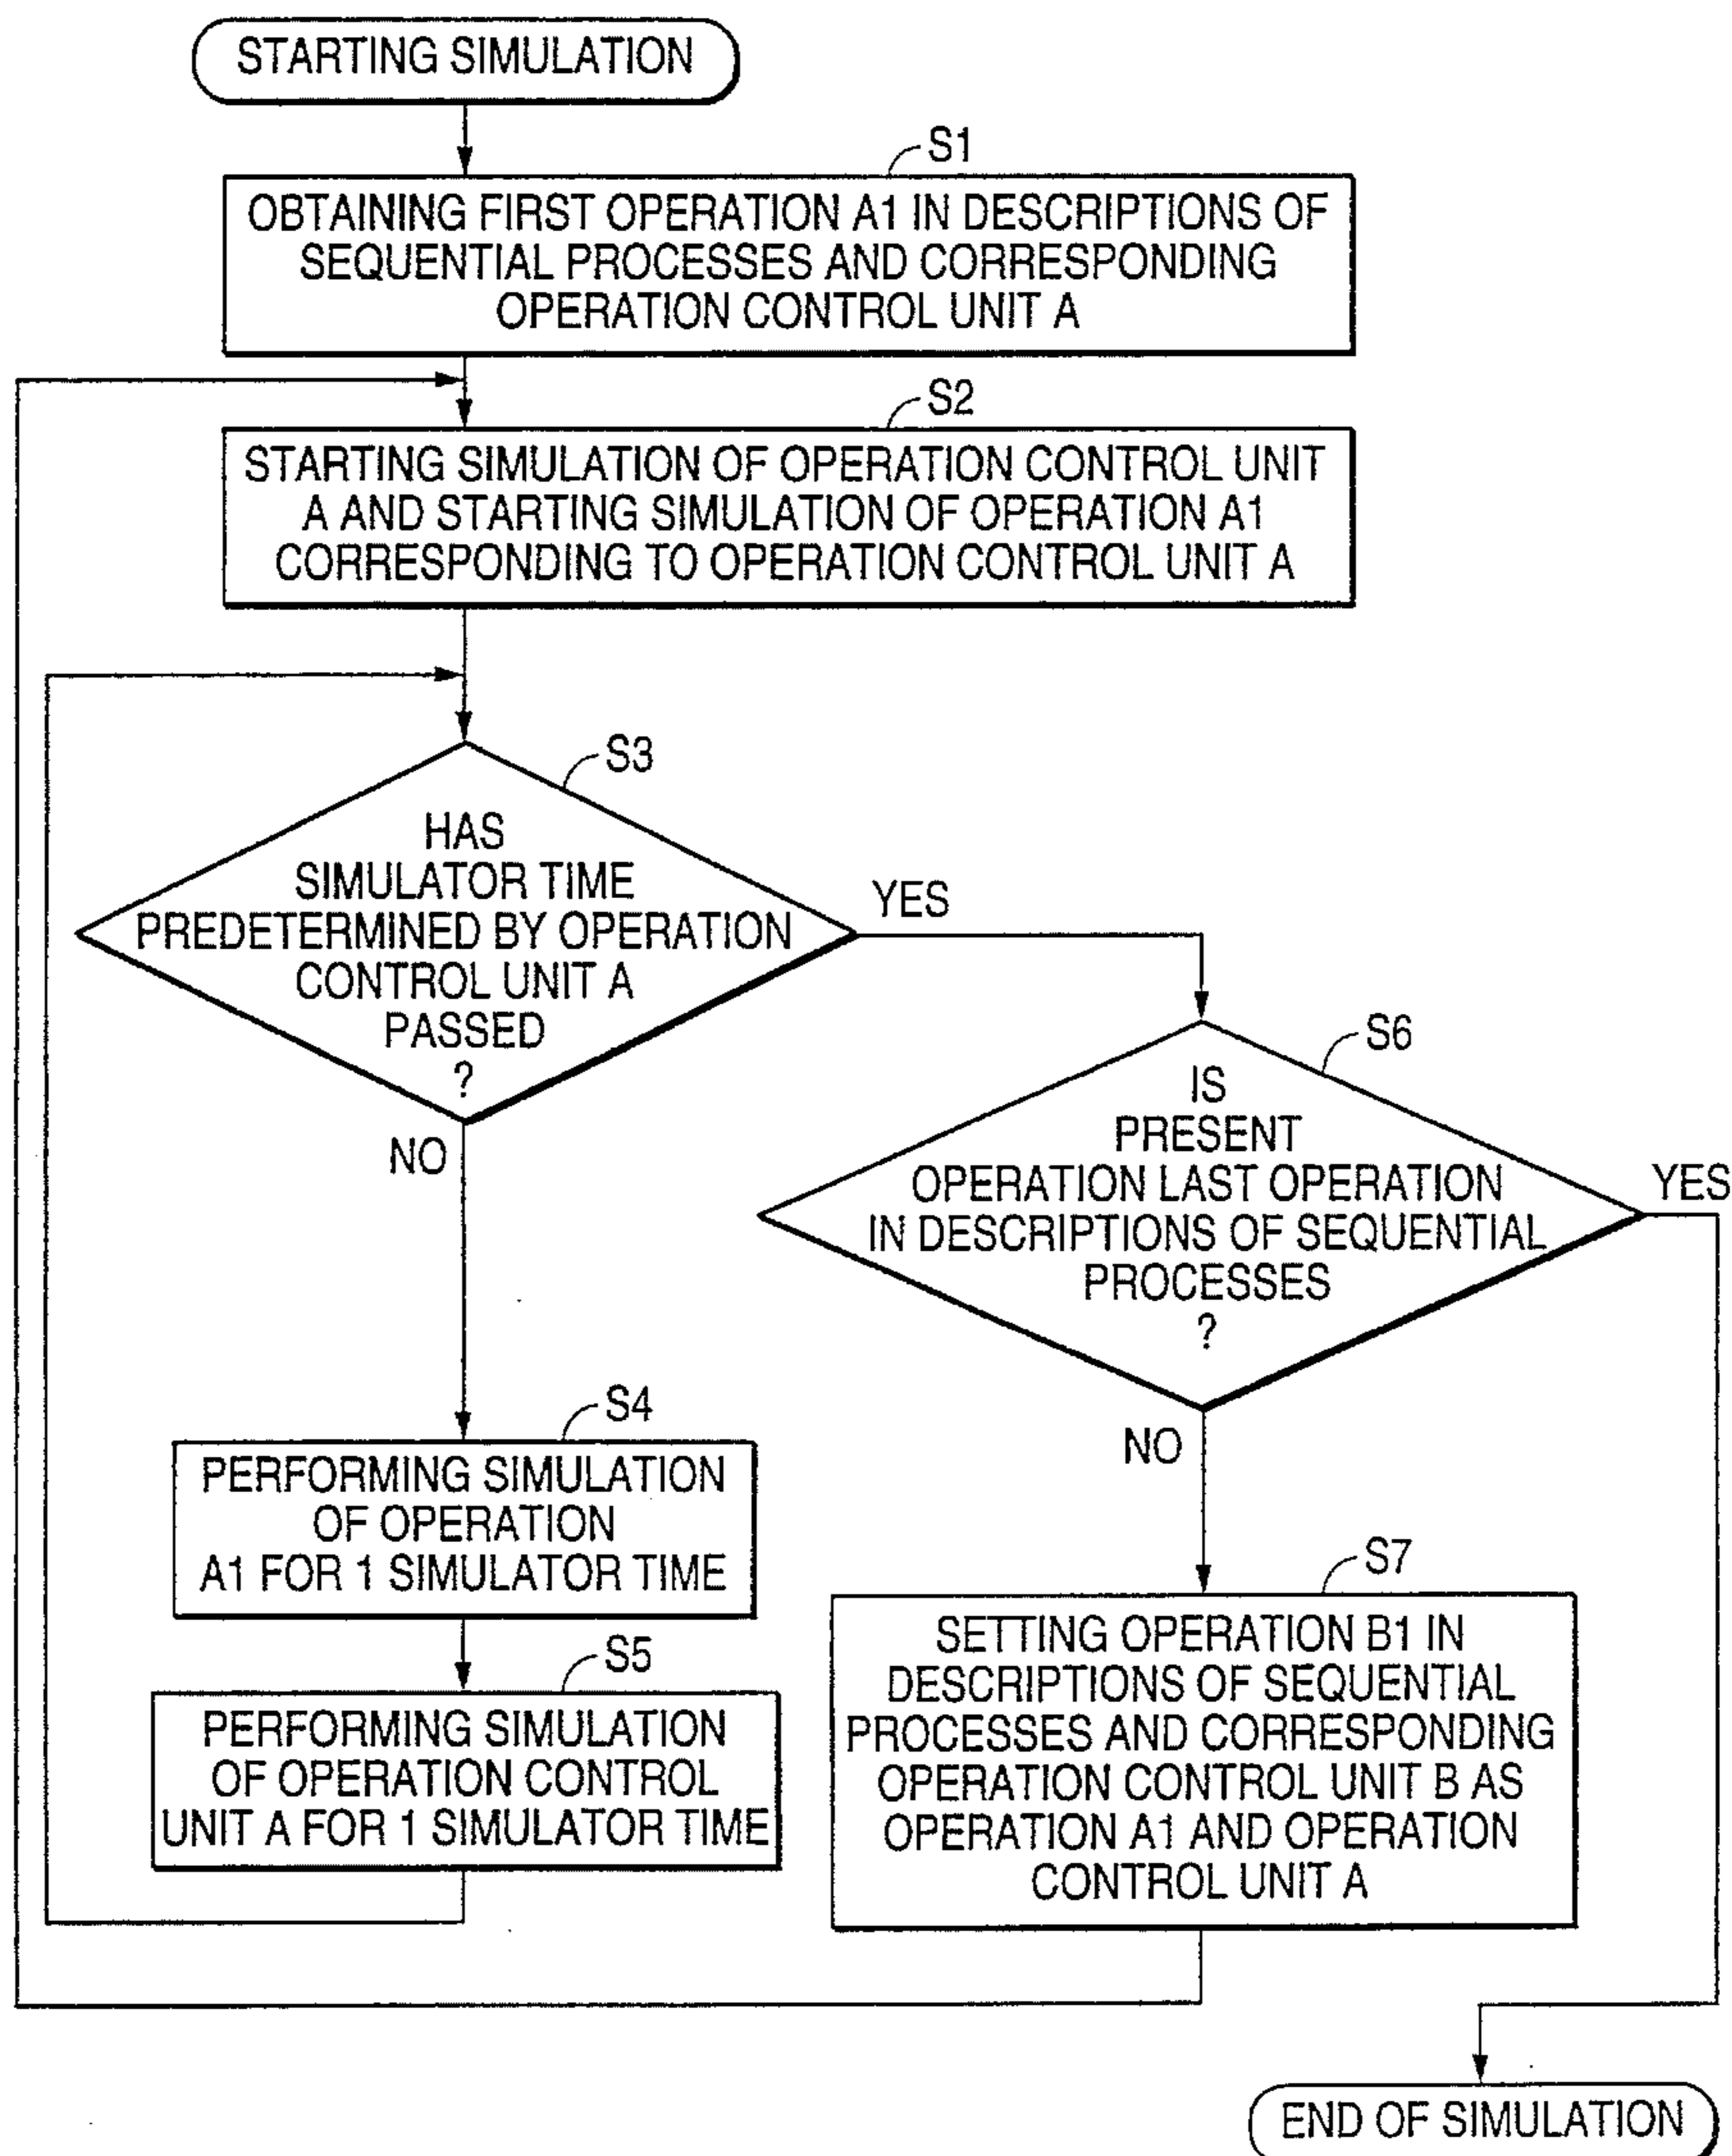 STARTING SIMULATION
S1
OBTAINING FIRST OPERATION A1 IN DESCRIPTIONS OF
SEQUENTIAL PROCESSES AND CORRESPONDING
OPERATION CONTROL UNIT A
S2
STARTING SIMULATION OF OPERATION CONTROL UNIT
A AND STARTING SIMULATION OF OPERATION A1
CORRESPONDING TO OPERATION CONTROL UNIT A
S3
HAS
SIMULATOR TIME
PREDETERMINED BY OPERATION
CONTROL UNIT A
PASSED
?
YES
NO
S6
IS
PRESENT
OPERATION LAST OPERATION
IN DESCRIPTIONS OF SEQUENTIAL
PROCESSES
?
YES
NO
S4
PERFORMING SIMULATION
OF OPERATION
A1 FOR 1 SIMULATOR TIME
S5
PERFORMING SIMULATION
OF OPERATION CONTROL
UNIT A FOR 1 SIMULATOR TIME
S7
SETTING OPERATION B1 IN
DESCRIPTIONS OF SEQUENTIAL
PROCESSES AND CORRESPONDING
OPERATION CONTROL UNIT B AS
OPERATION A1 AND OPERATION
CONTROL UNIT A
END OF SIMULATION